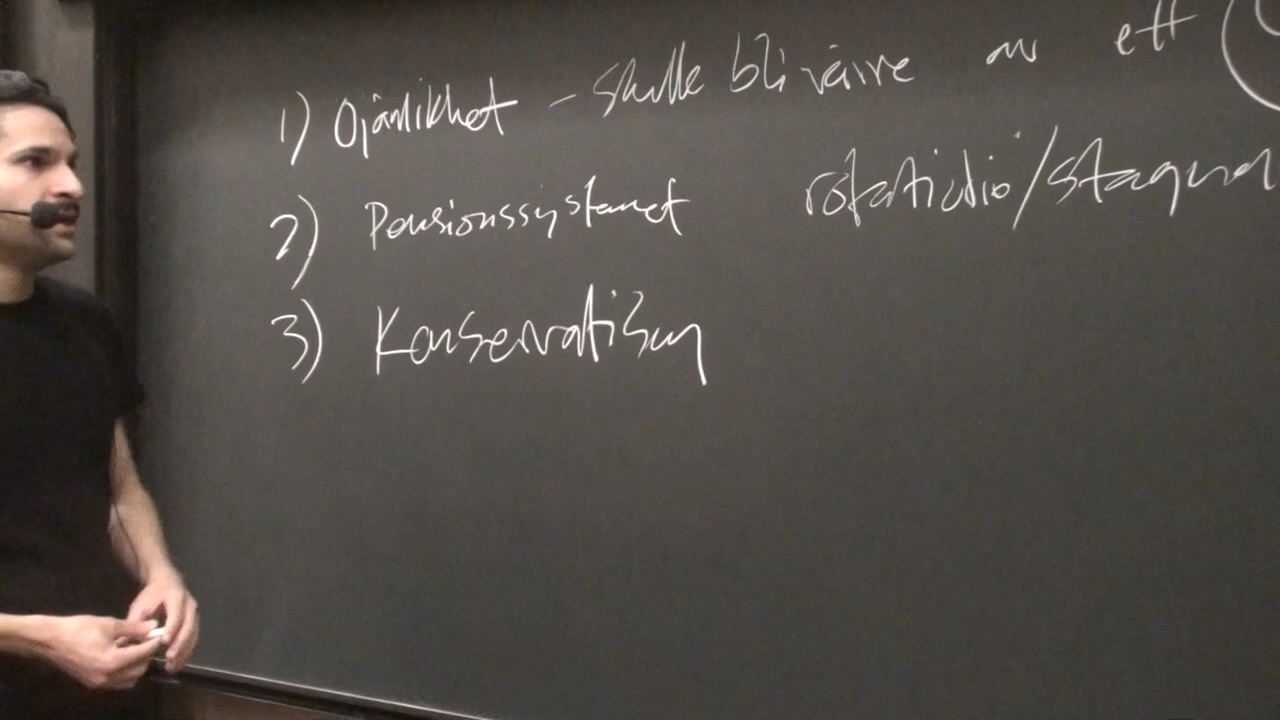 1) Ojämlikhet – skulle bli värre av ett
2) Pensionssystemet
3) Konservatism